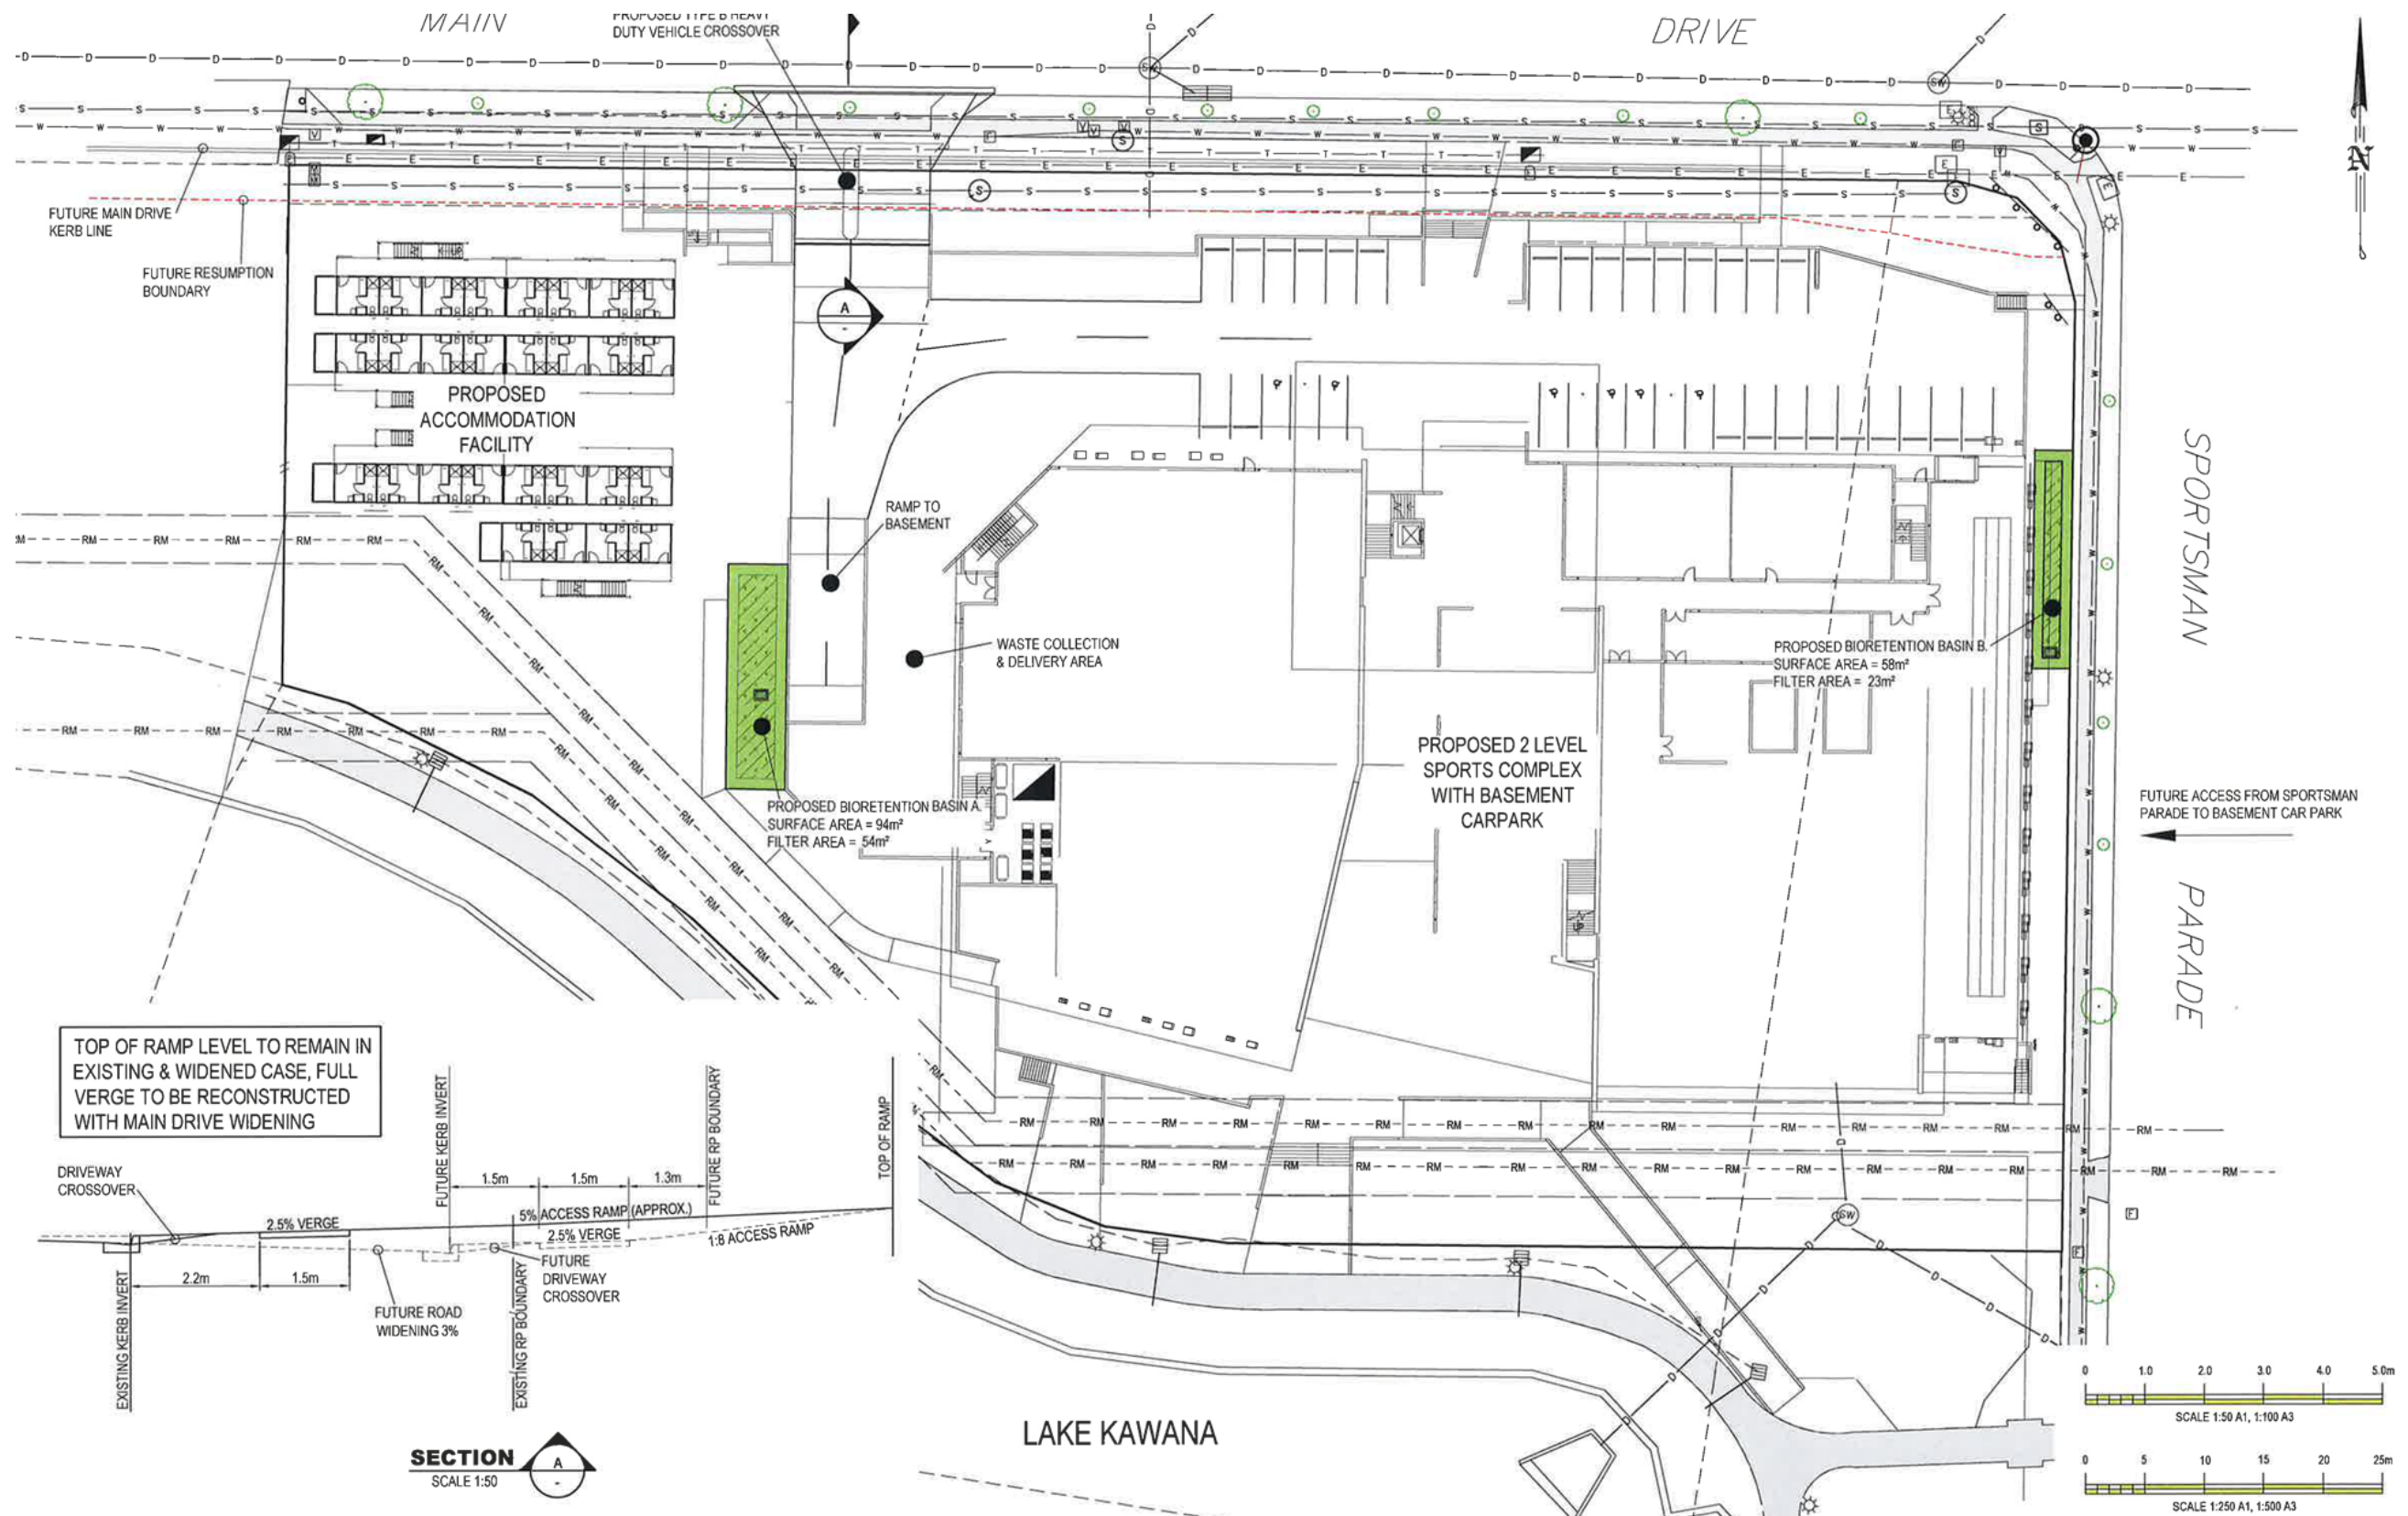 MAIN
DRIVE
PROPOSED TYPE B HEAVY
DUTY VEHICLE CROSSOVER
FUTURE MAIN DRIVE
KERB LINE
FUTURE RESUMPTION
BOUNDARY
A
-
PROPOSED
ACCOMMODATION
FACILITY
RAMP TO
BASEMENT
WASTE COLLECTION
& DELIVERY AREA
PROPOSED BIORETENTION BASIN A.
SURFACE AREA = 94m²
FILTER AREA = 54m²
PROPOSED BIORETENTION BASIN B.
SURFACE AREA = 58m²
FILTER AREA = 23m²
PROPOSED 2 LEVEL
SPORTS COMPLEX
WITH BASEMENT
CARPARK
SPORTSMAN
PARADE
FUTURE ACCESS FROM SPORTSMAN
PARADE TO BASEMENT CAR PARK
TOP OF RAMP LEVEL TO REMAIN IN
EXISTING & WIDENED CASE, FULL
VERGE TO BE RECONSTRUCTED
WITH MAIN DRIVE WIDENING
DRIVEWAY
CROSSOVER
FUTURE KERB INVERT
1.5m
1.5m
1.3m
FUTURE RP BOUNDARY
TOP OF RAMP
2.5% VERGE
5% ACCESS RAMP (APPROX.)
2.5% VERGE
1:8 ACCESS RAMP
2.2m
1.5m
EXISTING KERB INVERT
FUTURE ROAD
WIDENING 3%
EXISTING RP BOUNDARY
FUTURE
DRIVEWAY
CROSSOVER
SECTION
SCALE 1:50
A
-
LAKE KAWANA
0 1.0 2.0 3.0 4.0 5.0m
SCALE 1:50 A1, 1:100 A3
0 5 10 15 20 25m
SCALE 1:250 A1, 1:500 A3